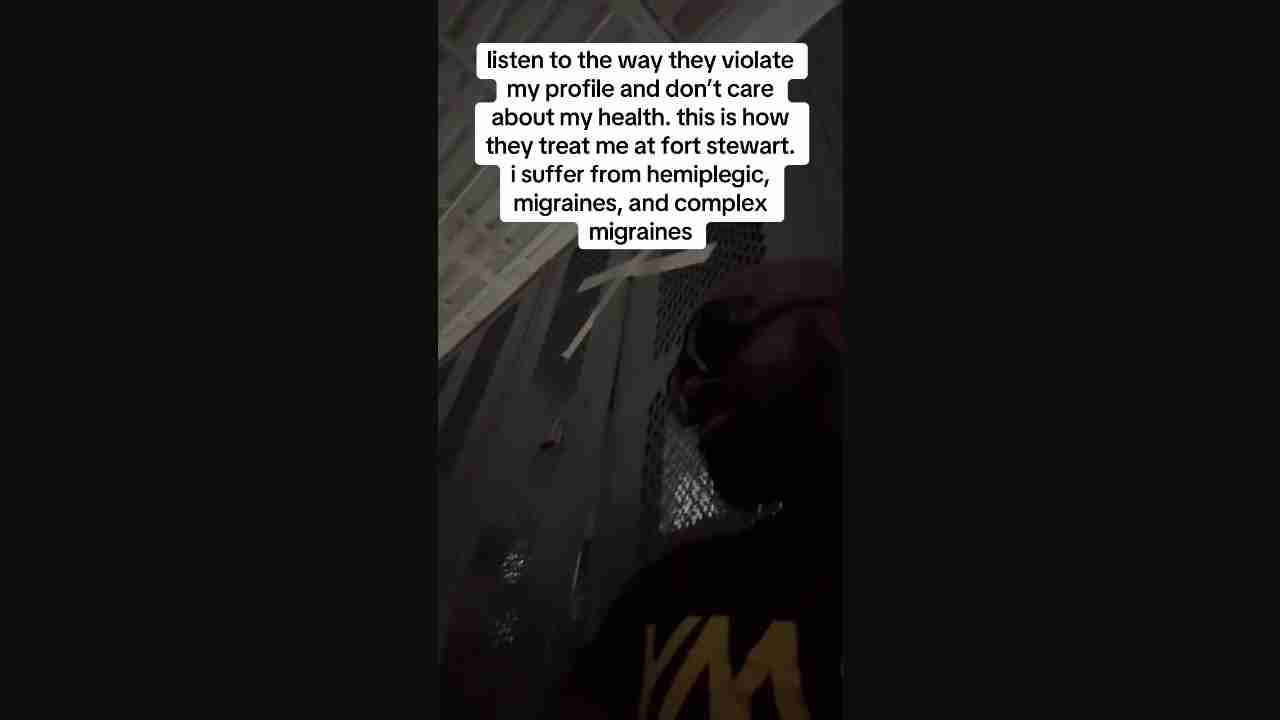 listen to the way they violate
my profile and don’t care
about my health. this is how
they treat me at fort stewart.
i suffer from hemiplegic,
migraines, and complex
migraines